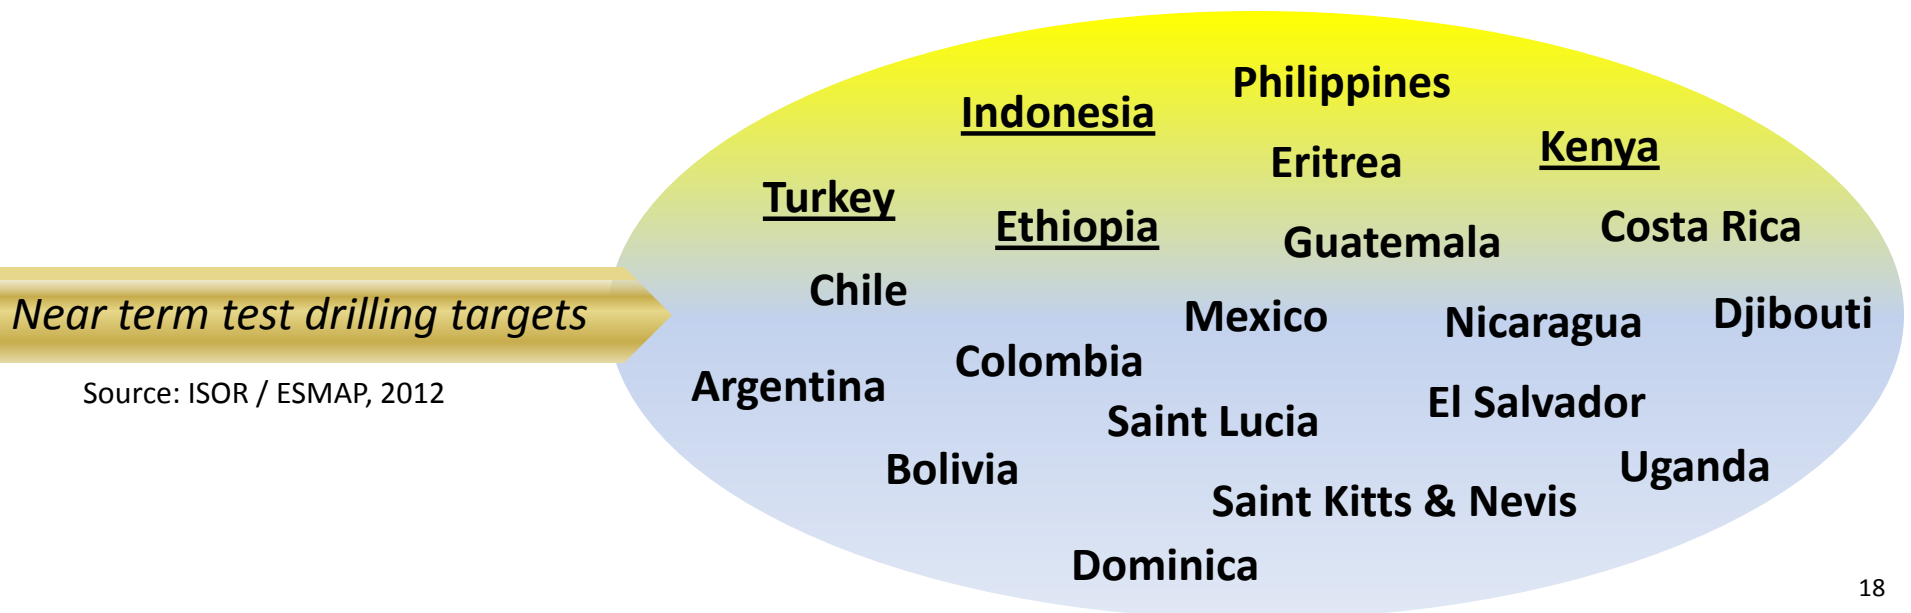 Near term test drilling targets
Source: ISOR / ESMAP, 2012
Philippines
Indonesia
Kenya
Eritrea
Turkey
Ethiopia
Guatemala
Costa Rica
Chile
Mexico
Nicaragua
Djibouti
Colombia
Argentina
Saint Lucia
El Salvador
Bolivia
Uganda
Saint Kitts & Nevis
Dominica
18